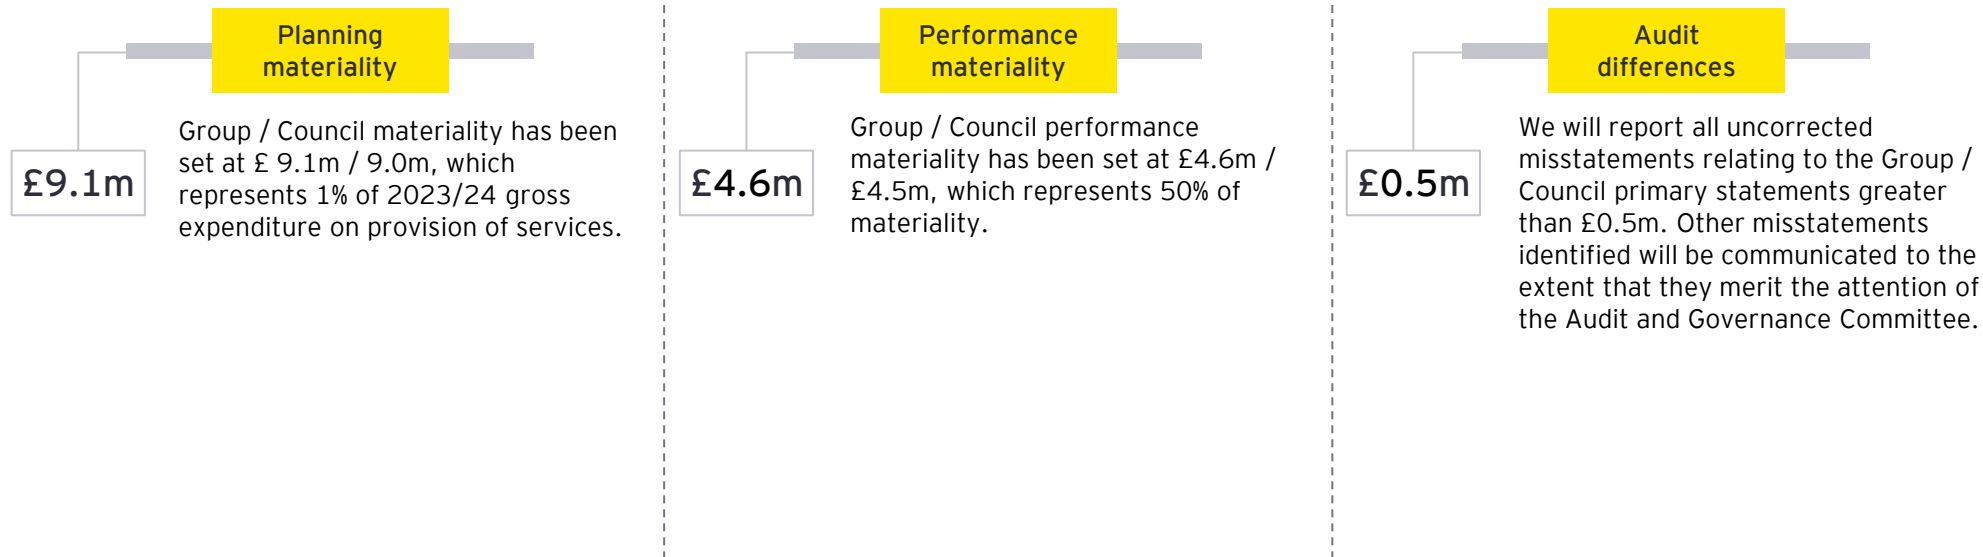 Planning
materiality
£9.1m
Group / Council materiality has been
set at £ 9.1m / 9.0m, which
represents 1% of 2023/24 gross
expenditure on provision of services.
Performance
materiality
£4.6m
Group / Council performance
materiality has been set at £4.6m /
£4.5m, which represents 50% of
materiality.
Audit
differences
£0.5m
We will report all uncorrected
misstatements relating to the Group /
Council primary statements greater
than £0.5m. Other misstatements
identified will be communicated to the
extent that they merit the attention of
the Audit and Governance Committee.